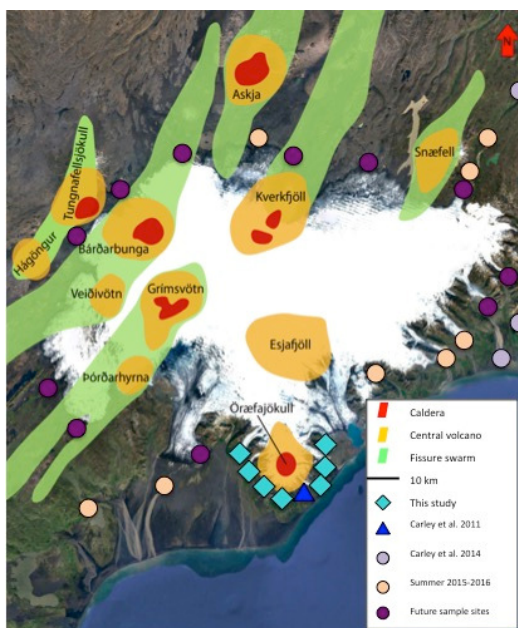 N
Askja
Snæfell
Tungnafellsjökull
Kverkfjöll
Hágöngur
Bárðarbunga
Veiðivötn
Grímsvötn
Esjafjöll
Þórðarhyrna
Öræfajökull
Caldera
Central volcano
Fissure swarm
10 km
This study
Carley et al. 2011
Carley et al. 2014
Summer 2015-2016
Future sample sites